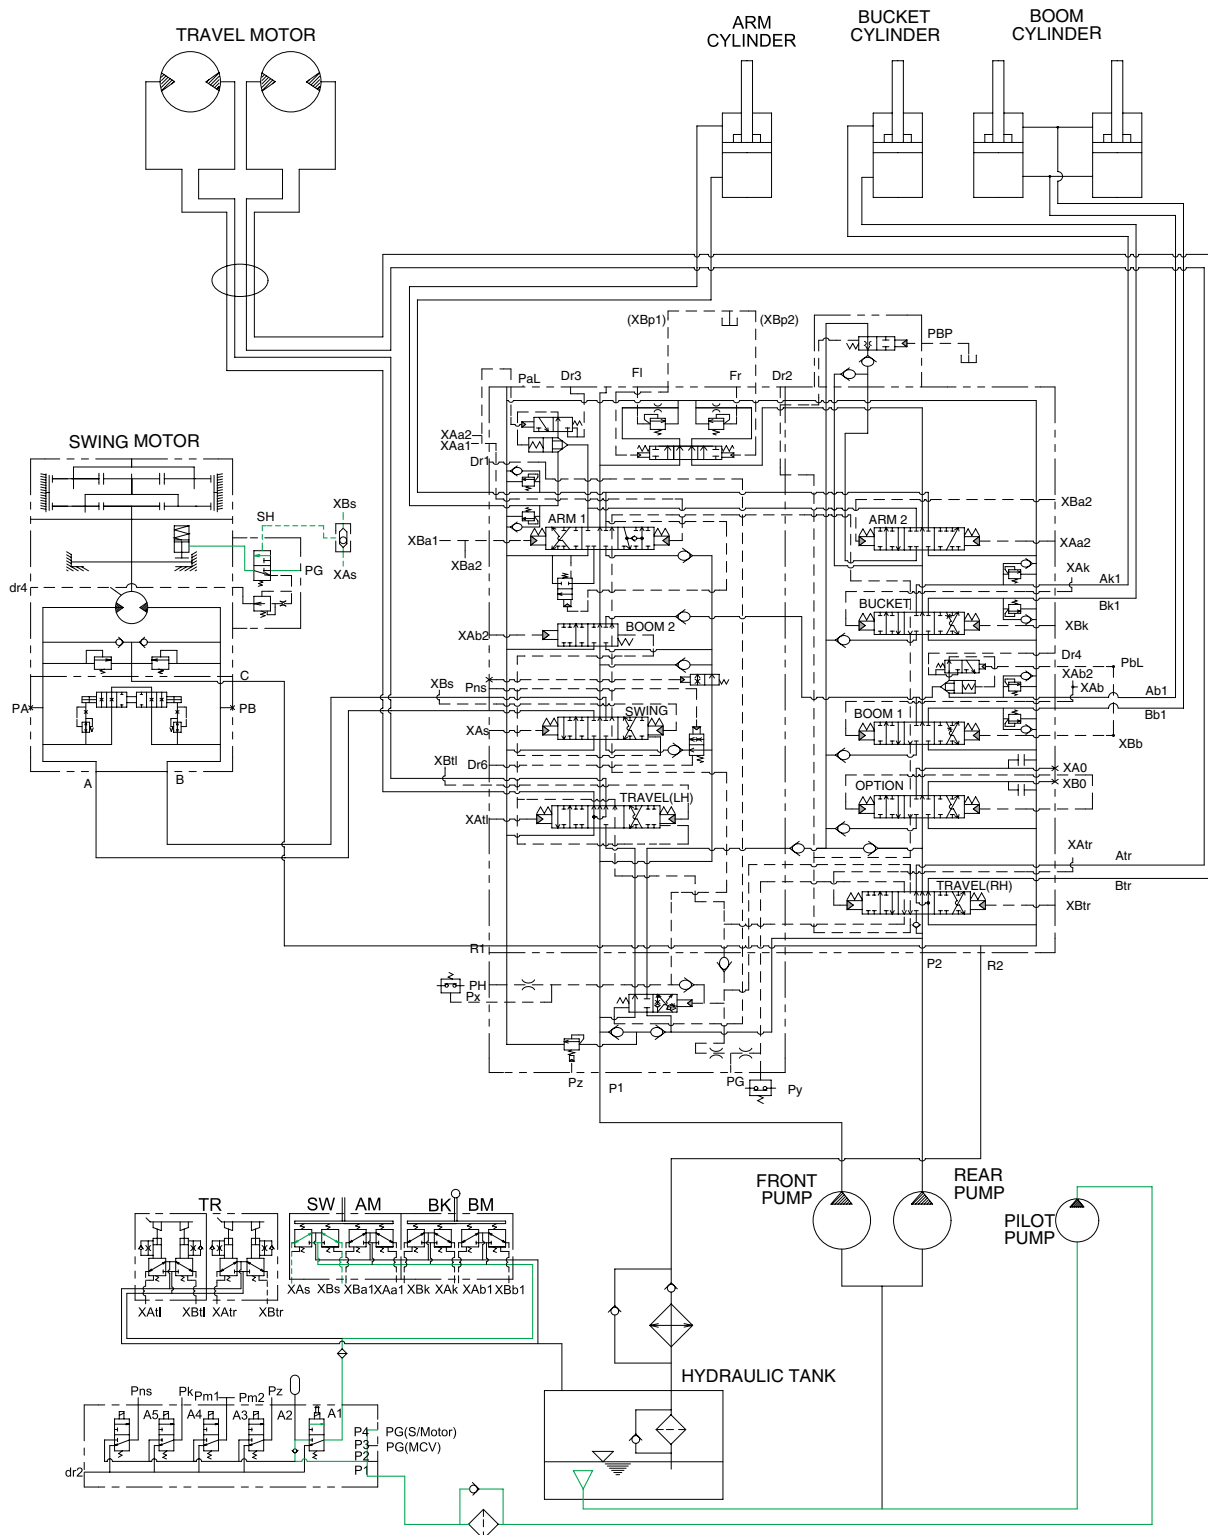 TRAVEL MOTOR
ARM
CYLINDER
BUCKET
CYLINDER
BOOM
CYLINDER
(XBp1)
(XBp2)
PBP
PaL
Dr3
Fl
Fr
Dr2
XAa2
XAa1
Dr1
SWING MOTOR
SH
XBs
PG
XAs
dr4
C
PA
PB
A
B
ARM 1
XBa1
XBa2
ARM 2
XBa2
XAa2
XAk
Ak1
BUCKET
Bk1
XBk
BOOM 2
XAb2
Dr4
PbL
XAb2
XAb
Ab1
Bb1
XBs
Pns
SWING
XAs
BOOM 1
XBb
Dr6
XBtl
XA0
XB0
OPTION
TRAVEL(LH)
XAtl
XAtr
Atr
TRAVEL(RH)
Btr
XBtr
R1
P2
R2
PH
Px
Pz
P1
PG
Py
FRONT
PUMP
REAR
PUMP
PILOT
PUMP
TR
SW
AM
BK
BM
XAtl
XBtl
XAtr
XBtr
XAs
XBs
XBa1
XAa1
XBk
XAk
XAb1
XBb1
HYDRAULIC TANK
Pns
Pk
Pm1
Pm2
Pz
A5
A4
A3
A2
A1
P4
PG(S/Motor)
P3
PG(MCV)
P2
P1
dr2